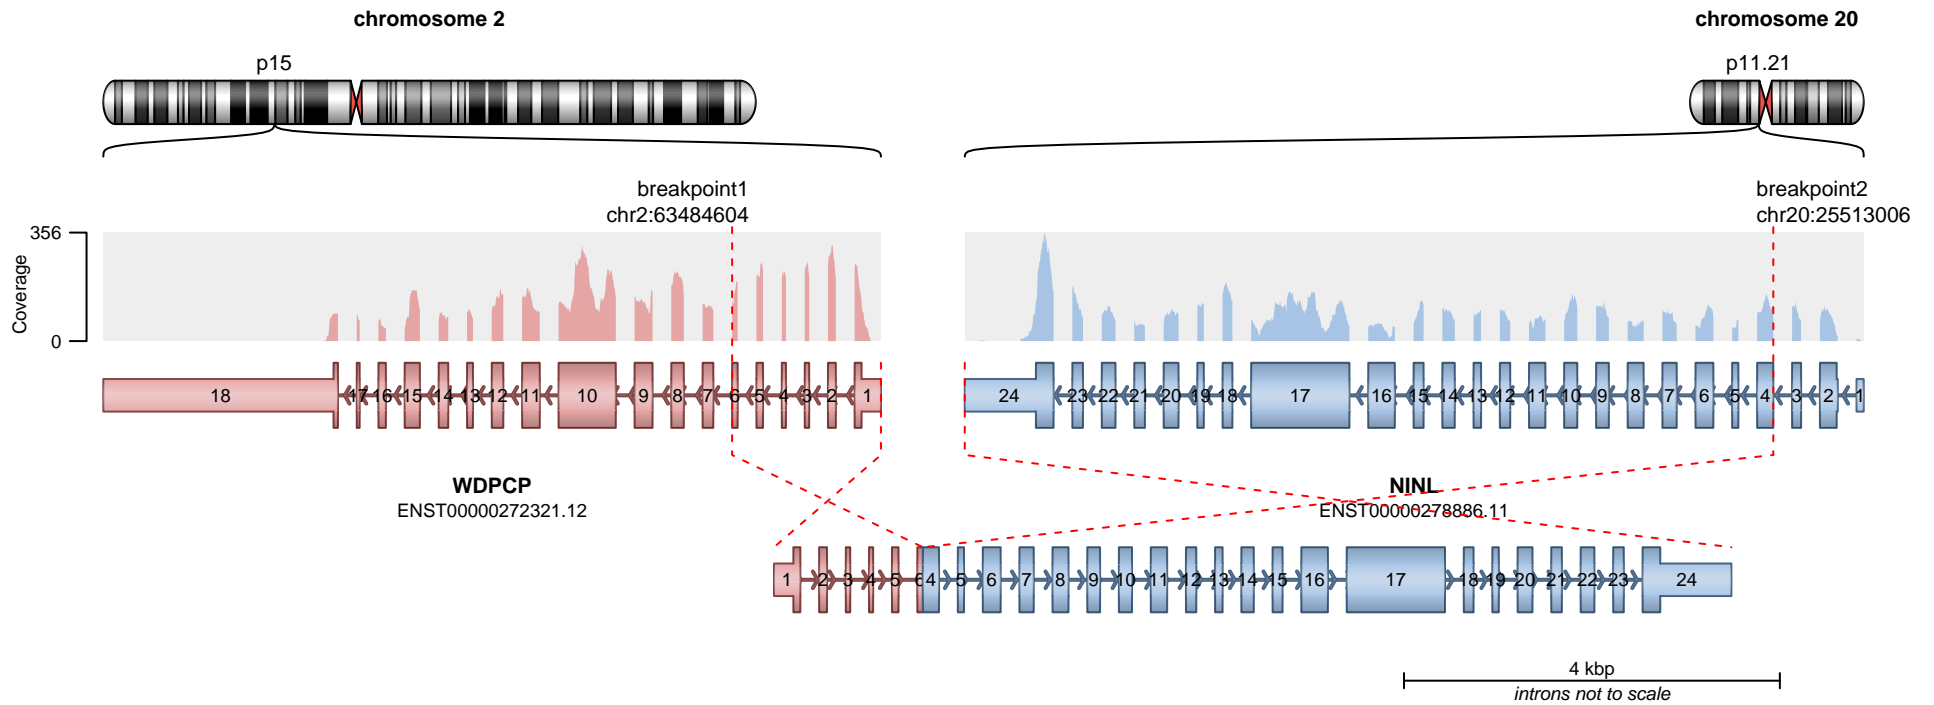 chromosome 2
chromosome 20
p15
p11.21
breakpoint1
chr2:63484604
breakpoint2
chr20:25513006
356
Coverage
0
18 17 16 15 14 13 12 11 10 9 8 7 6 5 4 3 2 1
24 23 22 21 20 19 18 17 16 15 14 13 12 11 10 9 8 7 6 5 4 3 2 1
WDPCP
ENST00000272321.12
NINL
ENST00000278886.11
1 2 3 4 5 6 4 5 6 7 8 9 10 11 12 13 14 15 16 17 18 19 20 21 22 23 24
4 kbp
introns not to scale